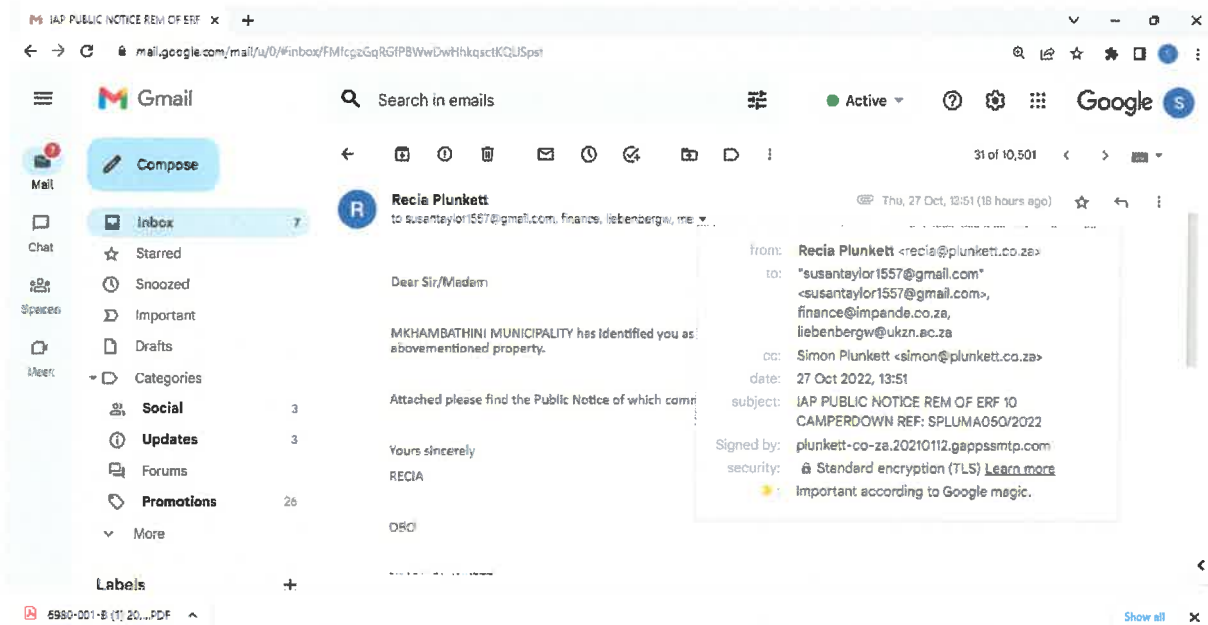 IAP PUBLIC NOTICE REM OF ERF
mail.google.com/mail/u/0/#inbox/
Gmail
Search in emails
Active
Google
S
Mail
Compose
31 of 10,501
Inbox 7
Chat
Starred
Snoozed
Important
Drafts
Categories
Social 3
Updates 3
Forums
Promotions 26
More
Labels
R
Recia Plunkett
Thu, 27 Oct, 13:51 (18 hours ago)
to susantaylor1557@gmail.com, finance, liebenbergw, me
Dear Sir/Madam
MKHAMBATHINI MUNICIPALITY has identified you as
abovementioned property.
Attached please find the Public Notice of which comm
Yours sincerely
RECIA
OBO
from: Recia Plunkett <recia@plunkett.co.za>
to: "susantaylor1557@gmail.com"
<susantaylor1557@gmail.com>,
finance@impande.co.za,
liebenbergw@ukzn.ac.za
cc: Simon Plunkett <simon@plunkett.co.za>
date: 27 Oct 2022, 13:51
subject: IAP PUBLIC NOTICE REM OF ERF 10
CAMPERDOWN REF: SPLUMA050/2022
Signed by: plunkett-co-za.20210112.gappssmtp.com
security: Standard encryption (TLS) Learn more
Important according to Google magic.
Show all